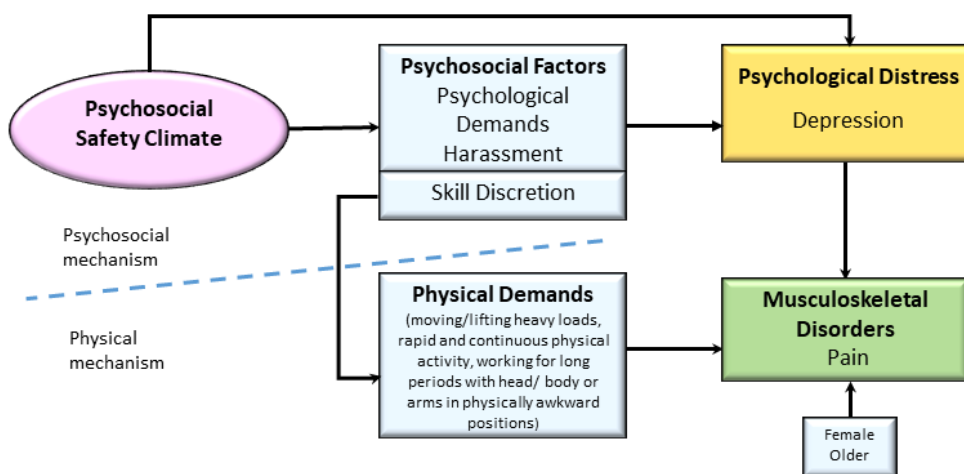 Psychosocial
Safety Climate
Psychosocial Factors
Psychological
Demands
Harassment
Skill Discretion
Psychological Distress
Depression
Psychosocial
mechanism
Physical
mechanism
Physical Demands
(moving/lifting heavy loads,
rapid and continuous physical
activity, working for long
periods with head/ body or
arms in physically awkward
positions)
Musculoskeletal
Disorders
Pain
Female
Older